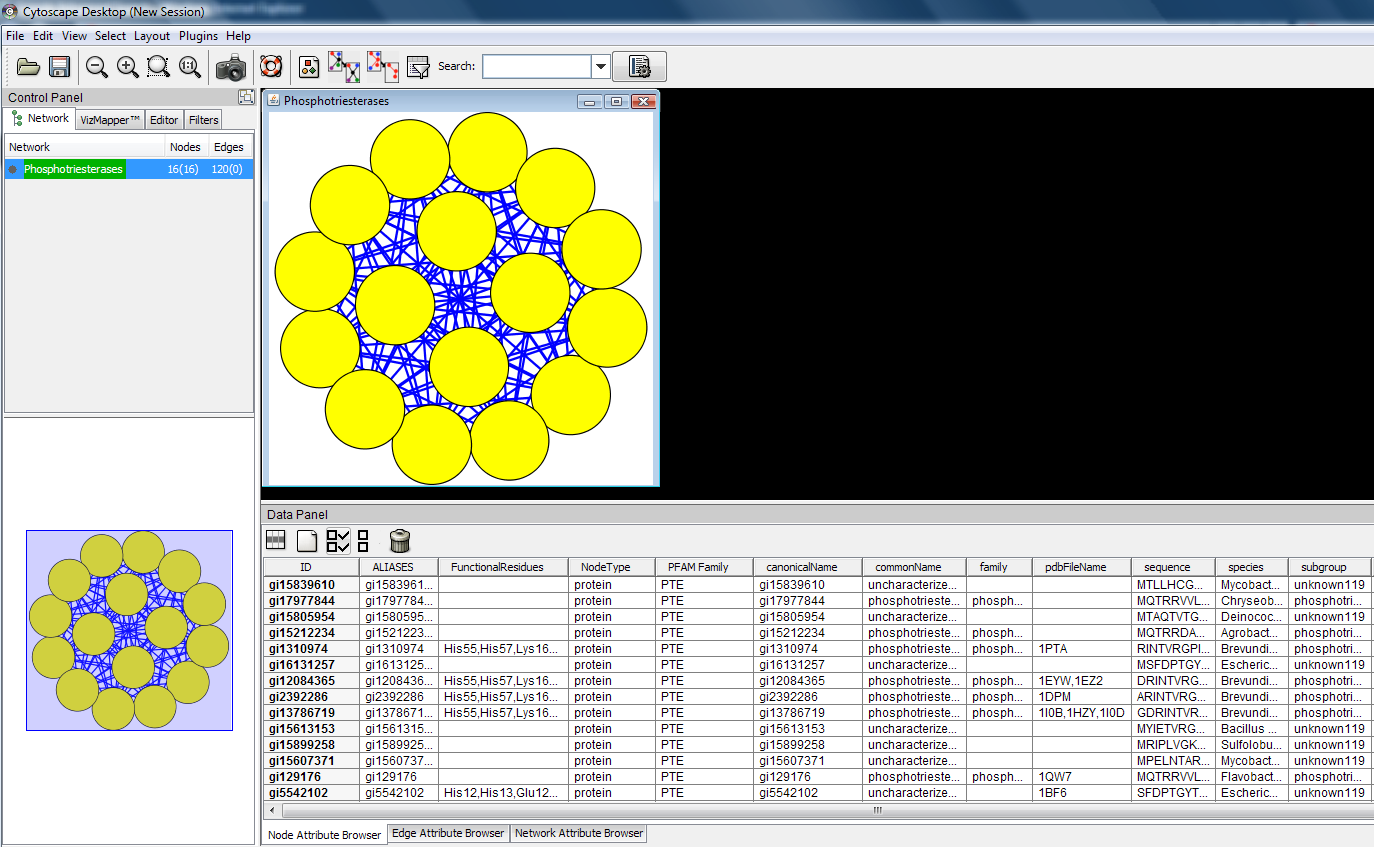 Cytoscape Desktop (New Session)
File Edit View Select Layout Plugins Help
1:1 Search:
Control Panel
Network VizMapper™ Editor Filters
Network Nodes Edges
Phosphotriesterases 16(16) 120(0)
Phosphotriesterases
Data Panel
ID ALIASES FunctionalResidues NodeType PFAM Family canonicalName commonName family pdbFileName sequence species subgroup
gi15839610 gi1583961... protein PTE gi15839610 uncharacterize... MTLLHCG... Mycobact... unknown119
gi17977844 gi1797784... protein PTE gi17977844 phosphotrieste... phosph... MQTRRVVL... Chryseob... phosphotri...
gi15805954 gi1580595... protein PTE gi15805954 uncharacterize... MTAQTVTG... Deinococ... unknown119
gi15212234 gi1521223... protein PTE gi15212234 phosphotrieste... phosph... MQTRRDA... Agrobact... phosphotri...
gi1310974 gi1310974 His55,His57,Lys16... protein PTE gi1310974 phosphotrieste... phosph... 1PTA RINTVRGPI... Brevundi... phosphotri...
gi16131257 gi1613125... protein PTE gi16131257 uncharacterize... MSFDPTGY... Escheric... unknown119
gi12084365 gi1208436... His55,His57,Lys16... protein PTE gi12084365 phosphotrieste... phosph... 1EYW,1EZ2 DRINTVRG... Brevundi... phosphotri...
gi2392286 gi2392286 His55,His57,Lys16... protein PTE gi2392286 phosphotrieste... phosph... 1DPM ARINTVRG... Brevundi... phosphotri...
gi13786719 gi1378671... His55,His57,Lys16... protein PTE gi13786719 phosphotrieste... phosph... 1I0B,1HZY,1I0D GDRINTVR... Brevundi... phosphotri...
gi15613153 gi1561315... protein PTE gi15613153 uncharacterize... MYIETVRG... Bacillus ... unknown119
gi15899258 gi1589925... protein PTE gi15899258 uncharacterize... MRIPLVGK... Sulfolobu... unknown119
gi15607371 gi1560737... protein PTE gi15607371 uncharacterize... MPELNTAR... Mycobact... unknown119
gi129176 gi129176 protein PTE gi129176 phosphotrieste... phosph... 1QW7 MQTRRVVL... Flavobact... phosphotri...
gi5542102 gi5542102 His12,His13,Glu12... protein PTE gi5542102 uncharacterize... 1BF6 SFDPTGYT... Escheric... unknown119
Node Attribute Browser Edge Attribute Browser Network Attribute Browser